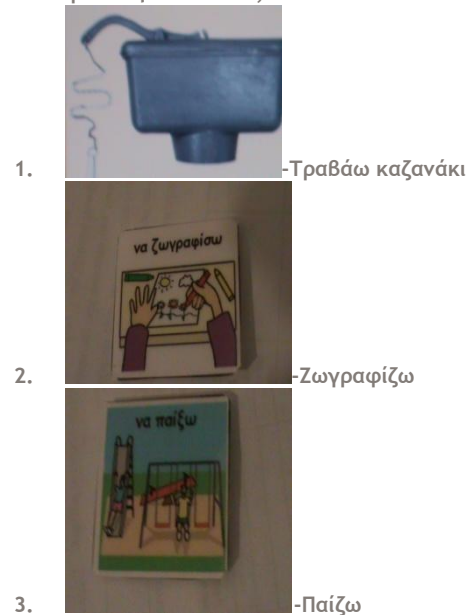 1. -Τραβάω καζανάκι
να ζωγραφίσω
2. -Ζωγραφίζω
να παίξω
3. -Παίζω